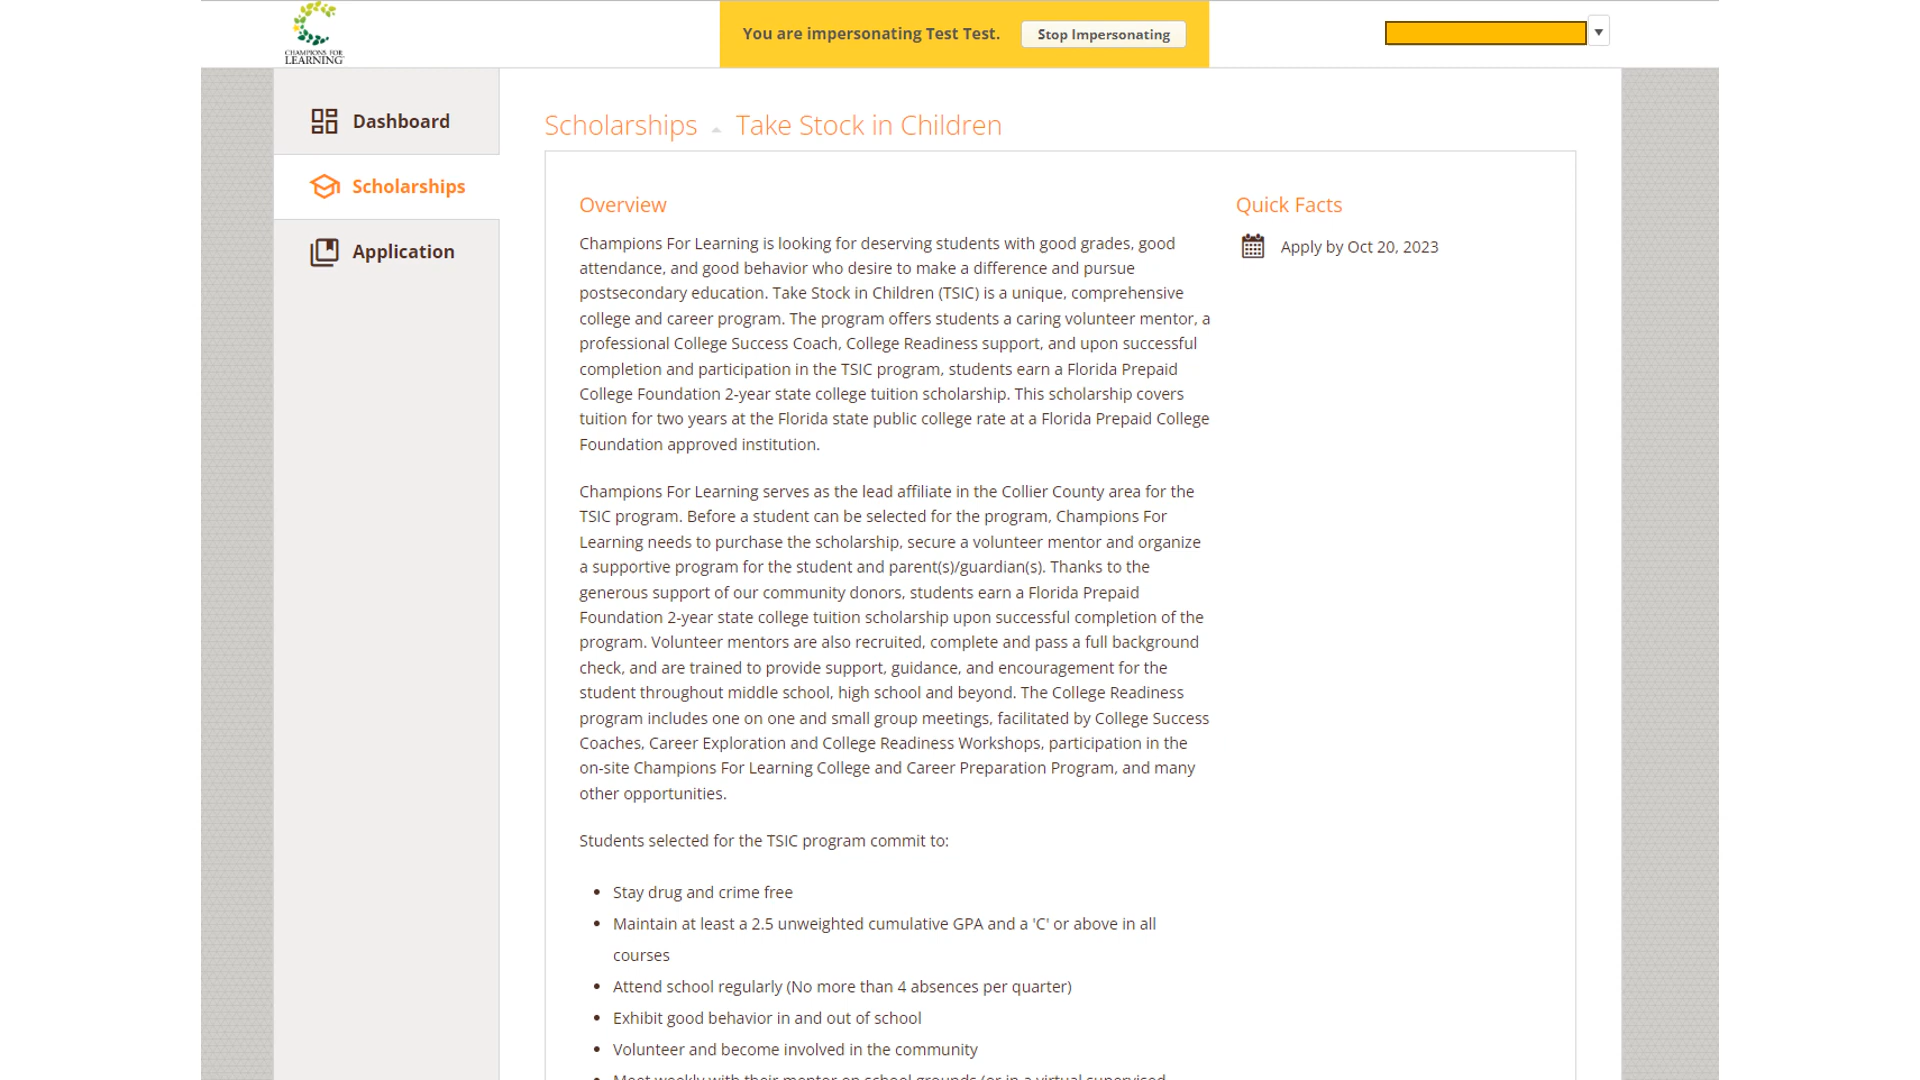 CHAMPIONS FOR
LEARNING
You are impersonating Test Test.
Stop Impersonating
Dashboard
Scholarships
Application
Scholarships
Take Stock in Children
Overview
Champions For Learning is looking for deserving students with good grades, good
attendance, and good behavior who desire to make a difference and pursue
postsecondary education. Take Stock in Children (TSIC) is a unique, comprehensive
college and career program. The program offers students a caring volunteer mentor, a
professional College Success Coach, College Readiness support, and upon successful
completion and participation in the TSIC program, students earn a Florida Prepaid
College Foundation 2-year state college tuition scholarship. This scholarship covers
tuition for two years at the Florida state public college rate at a Florida Prepaid College
Foundation approved institution.
Champions For Learning serves as the lead affiliate in the Collier County area for the
TSIC program. Before a student can be selected for the program, Champions For
Learning needs to purchase the scholarship, secure a volunteer mentor and organize
a supportive program for the student and parent(s)/guardian(s). Thanks to the
generous support of our community donors, students earn a Florida Prepaid
Foundation 2-year state college tuition scholarship upon successful completion of the
program. Volunteer mentors are also recruited, complete and pass a full background
check, and are trained to provide support, guidance, and encouragement for the
student throughout middle school, high school and beyond. The College Readiness
program includes one on one and small group meetings, facilitated by College Success
Coaches, Career Exploration and College Readiness Workshops, participation in the
on-site Champions For Learning College and Career Preparation Program, and many
other opportunities.
Students selected for the TSIC program commit to:
• Stay drug and crime free
• Maintain at least a 2.5 unweighted cumulative GPA and a 'C' or above in all
courses
• Attend school regularly (No more than 4 absences per quarter)
• Exhibit good behavior in and out of school
• Volunteer and become involved in the community
• Meet weekly with their mentor on school grounds (or in a virtual supervised
Quick Facts
Apply by Oct 20, 2023